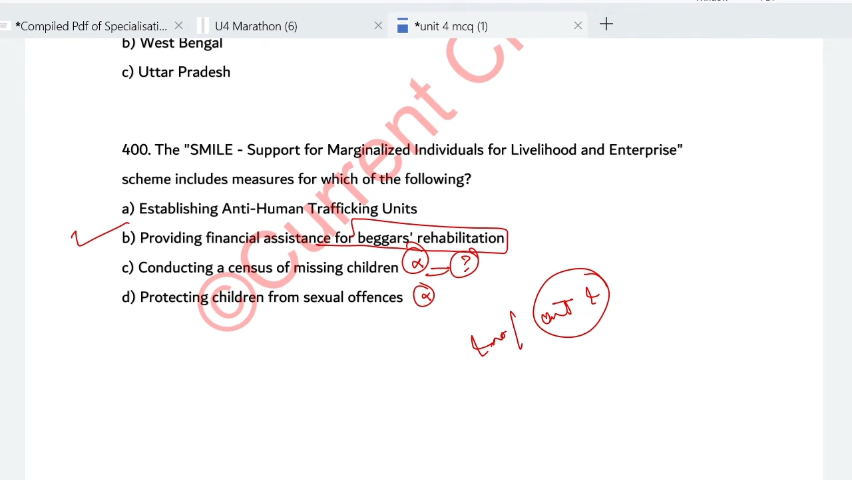 *Compiled Pdf of Specialisati... × U4 Marathon (6) × *unit 4 mcq (1) × +
b) West Bengal
c) Uttar Pradesh
400. The "SMILE - Support for Marginalized Individuals for Livelihood and Enterprise"
scheme includes measures for which of the following?
a) Establishing Anti-Human Trafficking Units
b) Providing financial assistance for beggars' rehabilitation
c) Conducting a census of missing children ?
d) Protecting children from sexual offences
unit 4
©Current